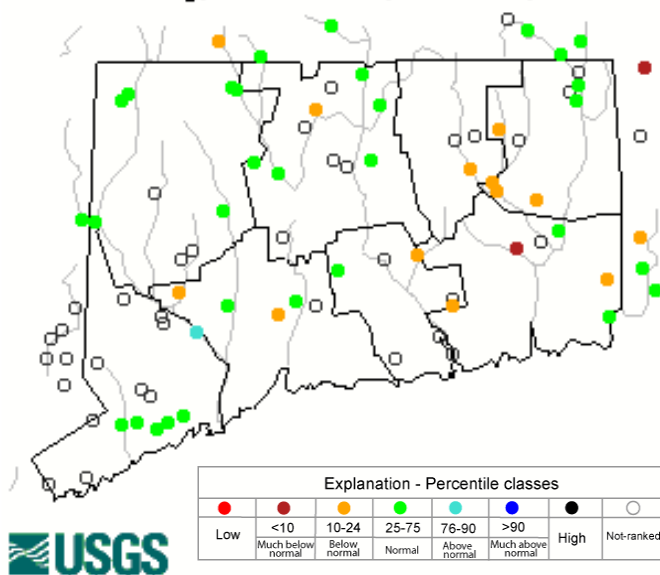 Explanation - Percentile classes
Low <10 10-24 25-75 76-90 >90 High Not-ranked
Much below normal Below normal Normal Above normal Much above normal
USGS